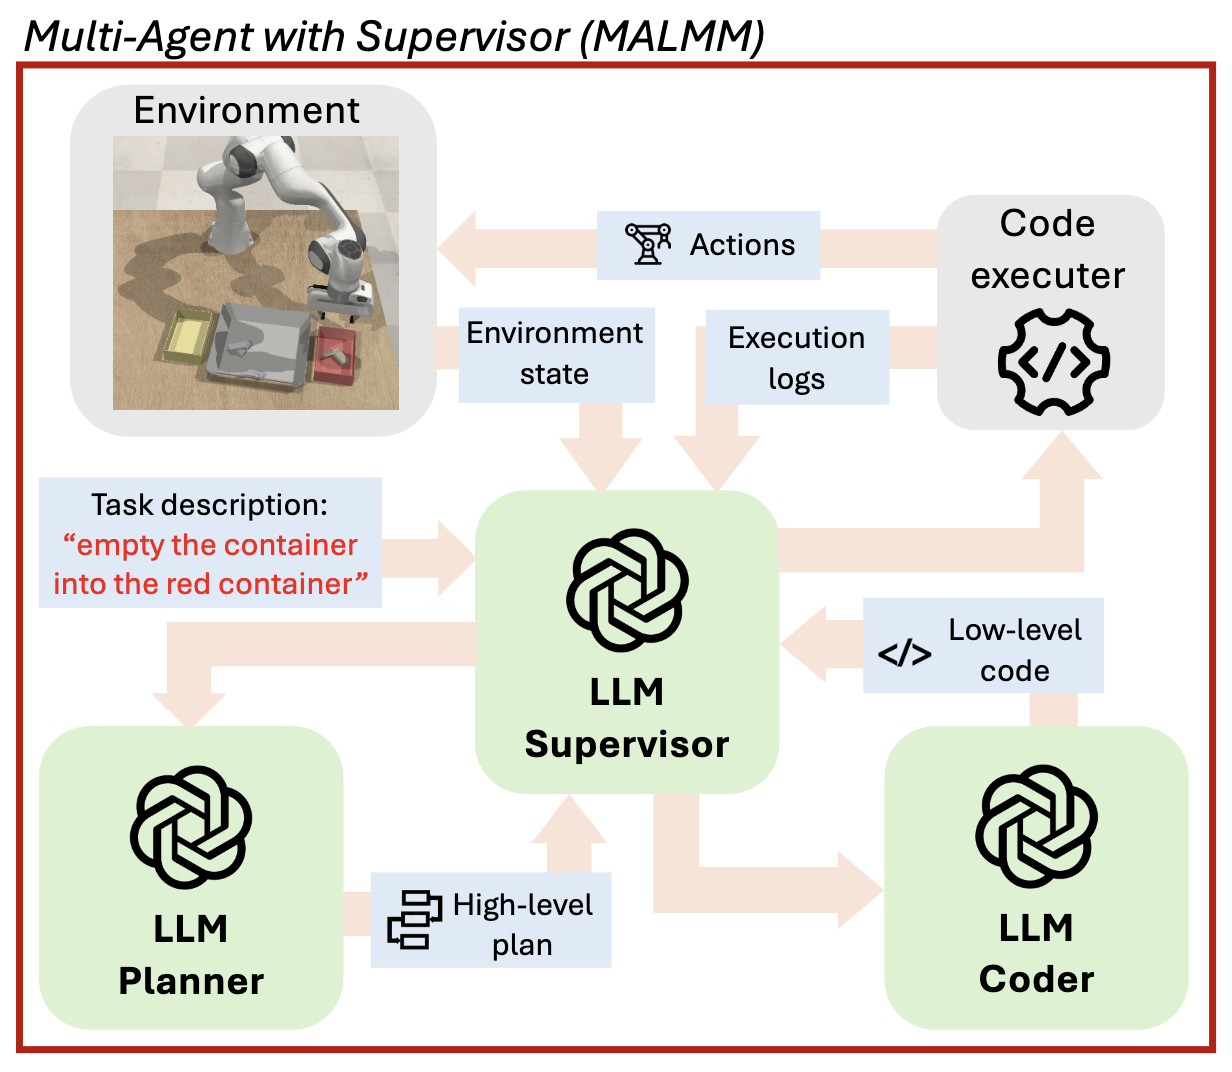 Multi-Agent with Supervisor (MALMM)
Environment
Actions
Code
executer
</>
Environment
state
Execution
logs
Task description:
“empty the container
into the red container”
LLM
Supervisor
</>
Low-level
code
LLM
Planner
High-level
plan
LLM
Coder